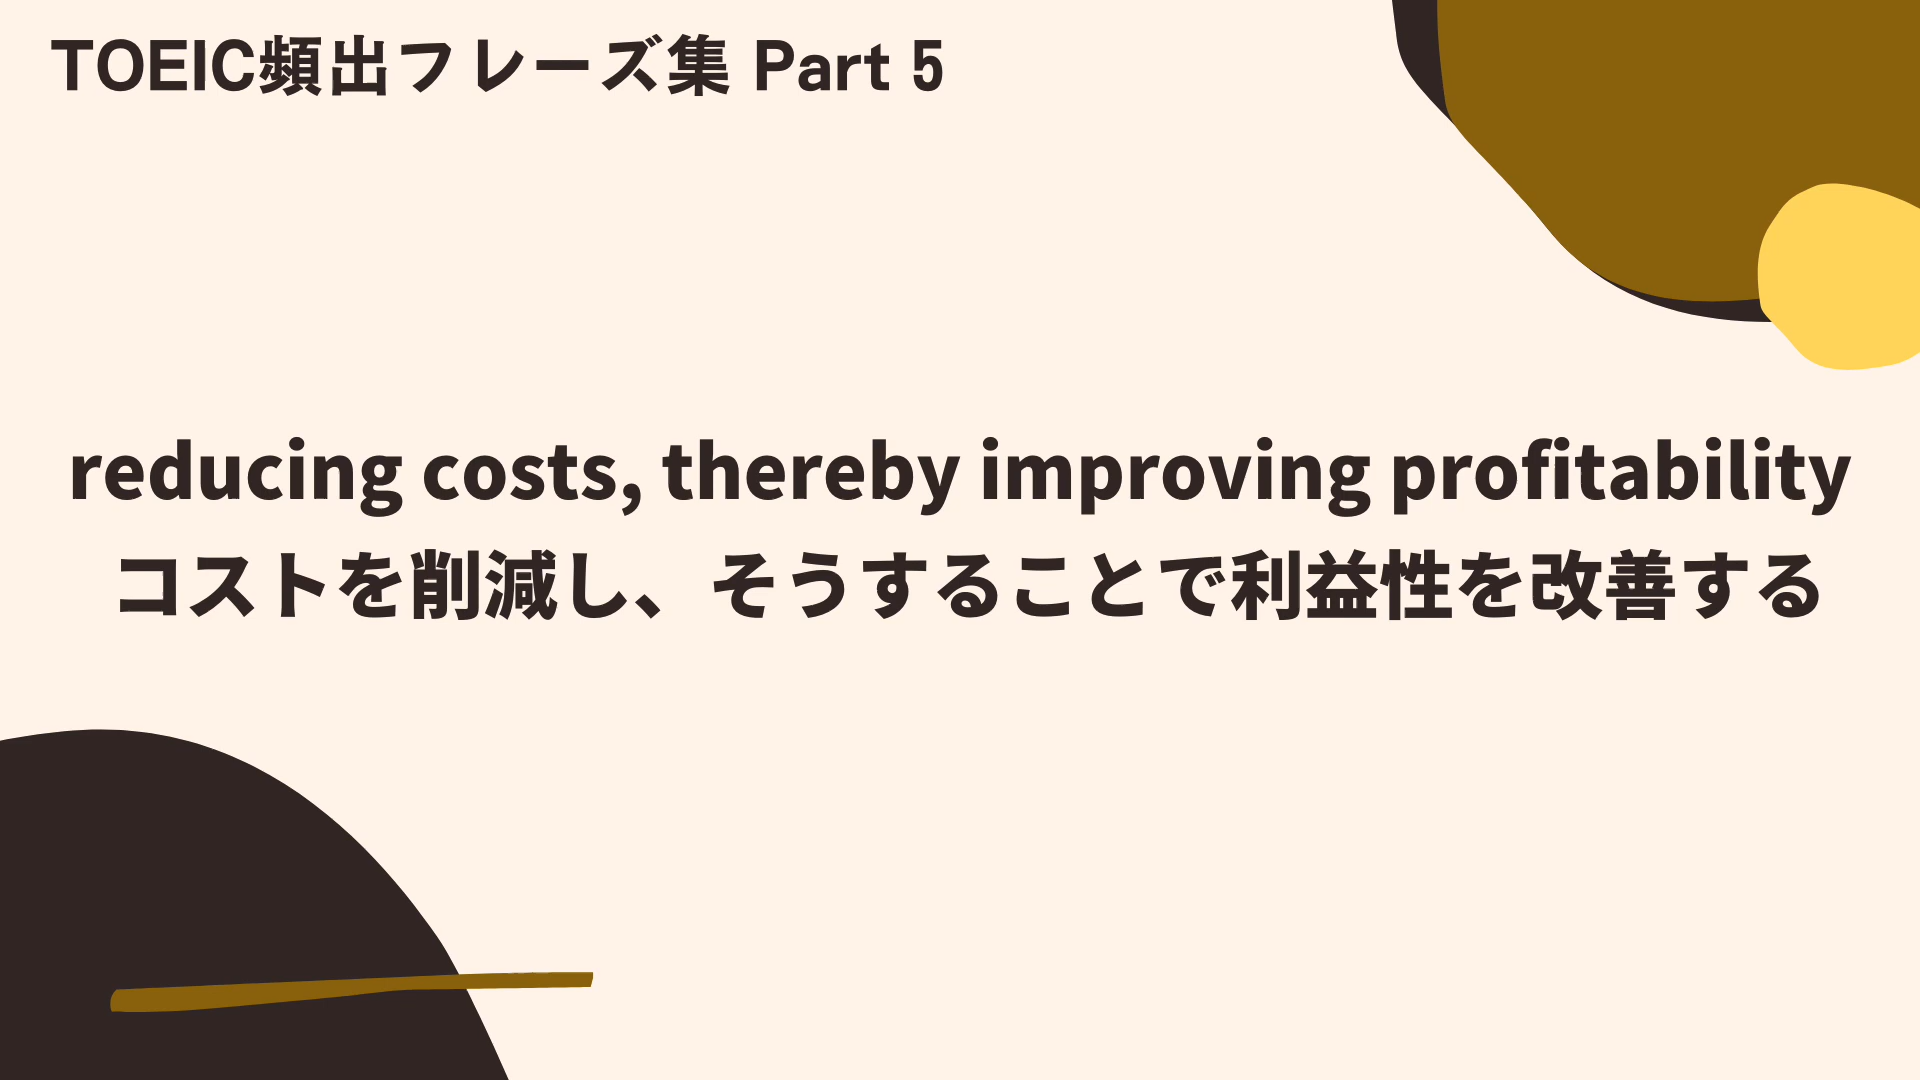 TOEIC頻出フレーズ集 Part 5
reducing costs, thereby improving profitability
コストを削減し、そうすることで利益性を改善する